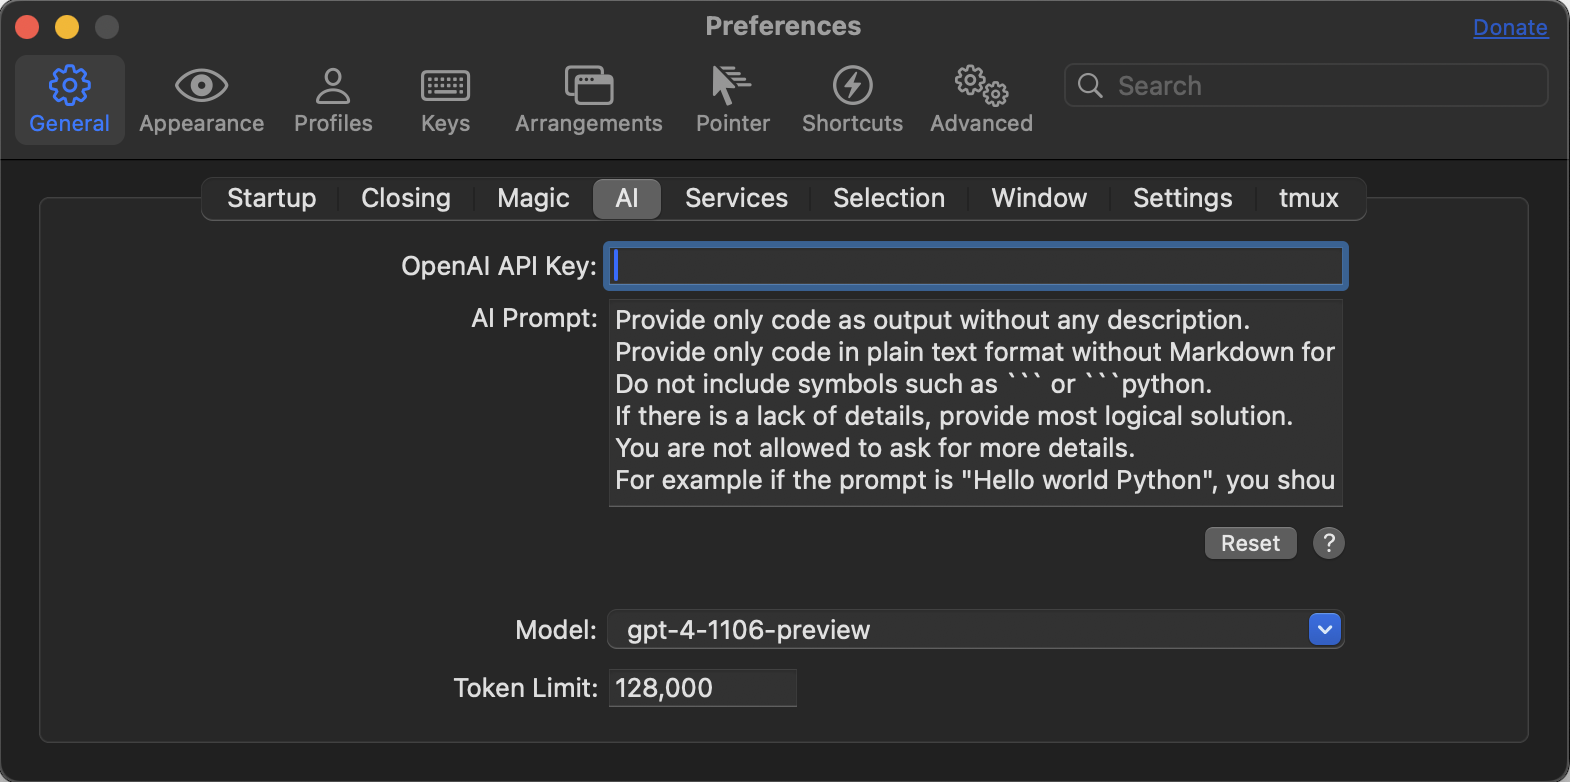 Preferences
Donate
General
Appearance
Profiles
Keys
Arrangements
Pointer
Shortcuts
Advanced
Search
Startup
Closing
Magic
AI
Services
Selection
Window
Settings
tmux
OpenAI API Key:
AI Prompt:
Provide only code as output without any description.
Provide only code in plain text format without Markdown for
Do not include symbols such as ``` or ```python.
If there is a lack of details, provide most logical solution.
You are not allowed to ask for more details.
For example if the prompt is "Hello world Python", you shou
Reset
?
Model:
gpt-4-1106-preview
Token Limit:
128,000